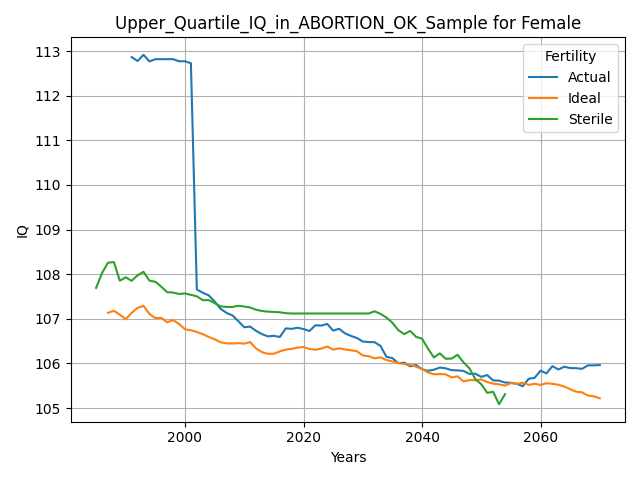 Upper_Quartile_IQ_in_ABORTION_OK_Sample for Female
113
112
111
110
109
108
107
106
105
IQ
2000
2020
2040
2060
Years
Fertility
Actual
Ideal
Sterile